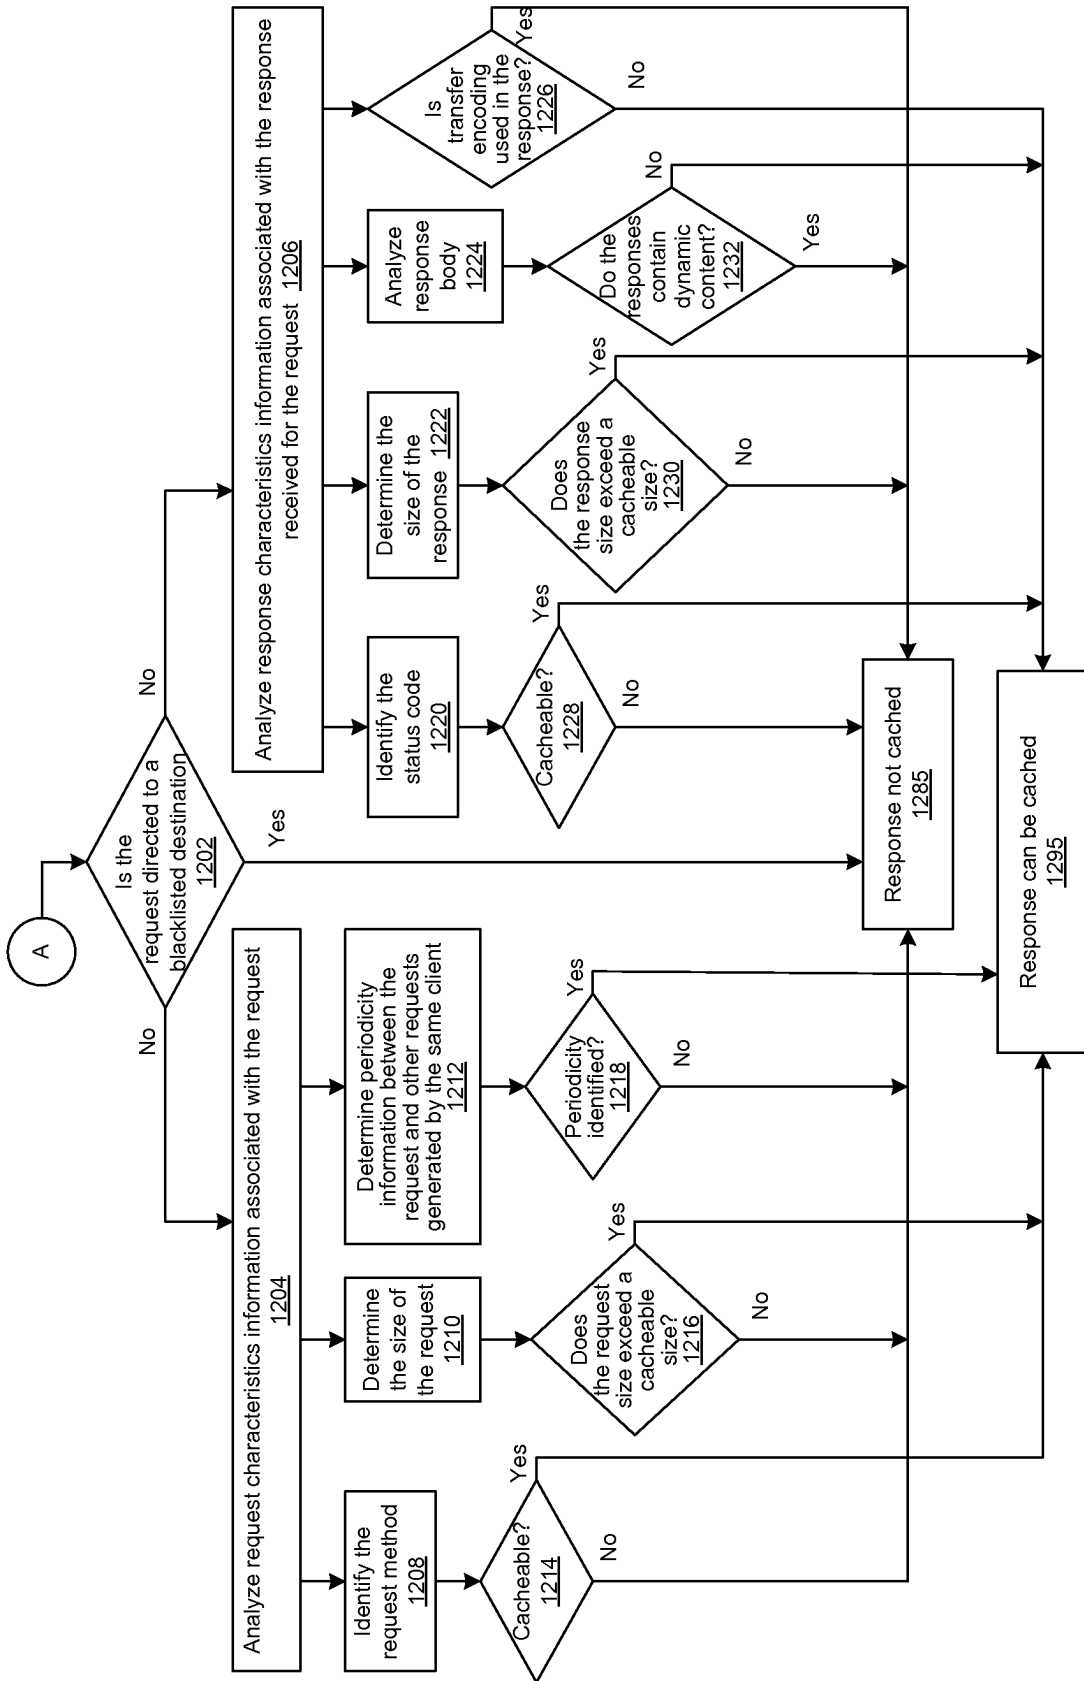 A
Is the
request directed to a
blacklisted destination
1202
No
No
Yes
Analyze request characteristics information associated with the request
1204
Analyze response characteristics information associated with the response
received for the request 1206
Identify the
request method
1208
Determine
the size of
the request
1210
Determine periodicity
information between the
request and other requests
generated by the same client
1212
Identify the
status code
1220
Determine the
size of the
response 1222
Analyze
response
body
1224
Is
transfer
encoding
used in the
response?
1226
Yes
No
Cacheable?
1214
Yes
No
Does
the request
size exceed a
cacheable
size?
1216
Yes
No
Periodicity
identified?
1218
Yes
No
Cacheable?
1228
Yes
No
Does
the response
size exceed a
cacheable
size?
1230
Yes
No
Do the
responses
contain
dynamic
content?
1232
No
Yes
Response not cached
1285
Response can be cached
1295